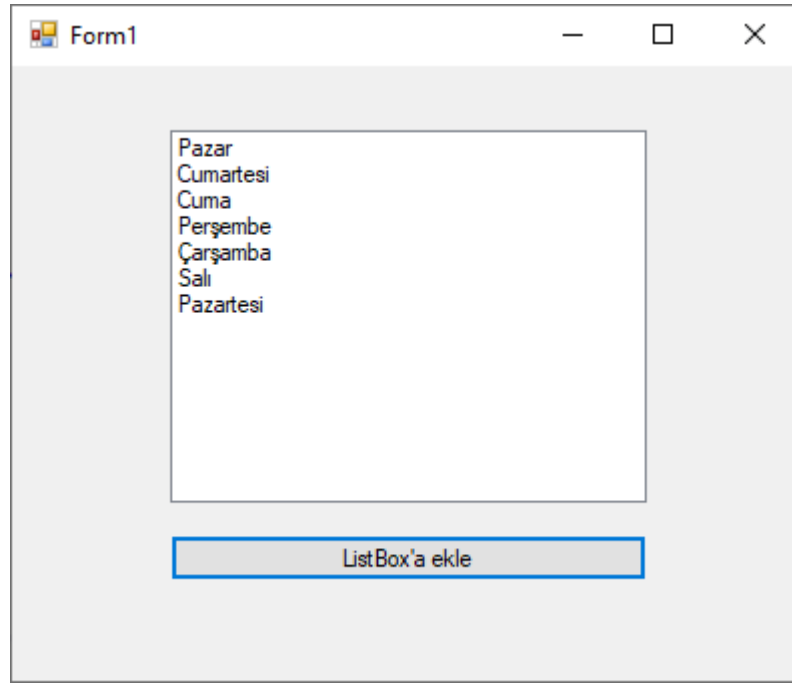 Form1
Pazar
Cumartesi
Cuma
Perşembe
Çarşamba
Salı
Pazartesi
ListBox'a ekle